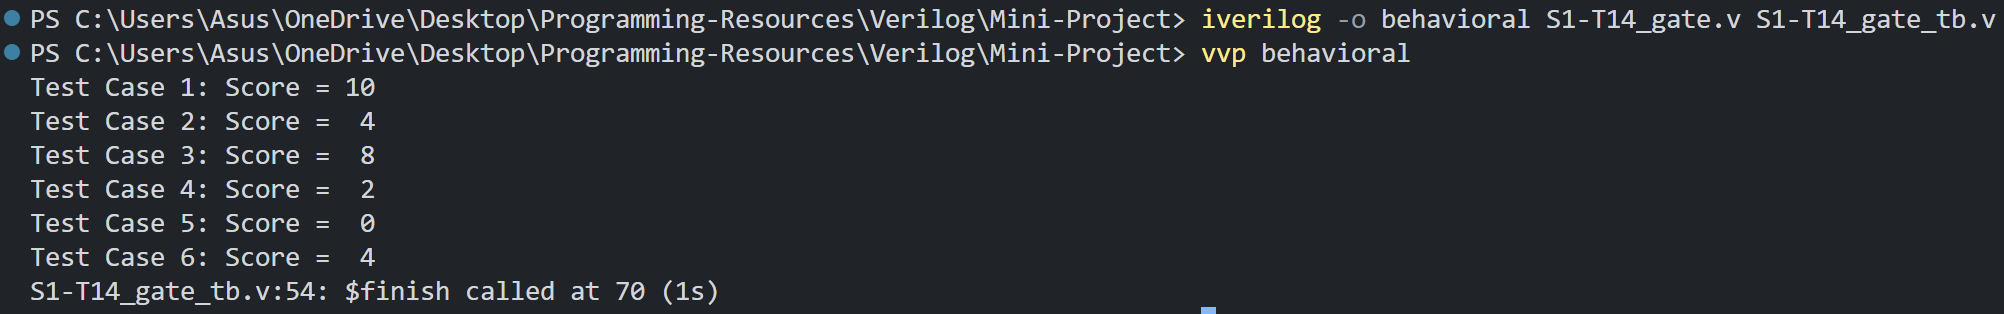 PS C:\Users\Asus\OneDrive\Desktop\Programming-Resources\Verilog\Mini-Project> iverilog -o behavioral S1-T14_gate.v S1-T14_gate_tb.v
PS C:\Users\Asus\OneDrive\Desktop\Programming-Resources\Verilog\Mini-Project> vvp behavioral
Test Case 1: Score = 10
Test Case 2: Score =  4
Test Case 3: Score =  8
Test Case 4: Score =  2
Test Case 5: Score =  0
Test Case 6: Score =  4
S1-T14_gate_tb.v:54: $finish called at 70 (1s)